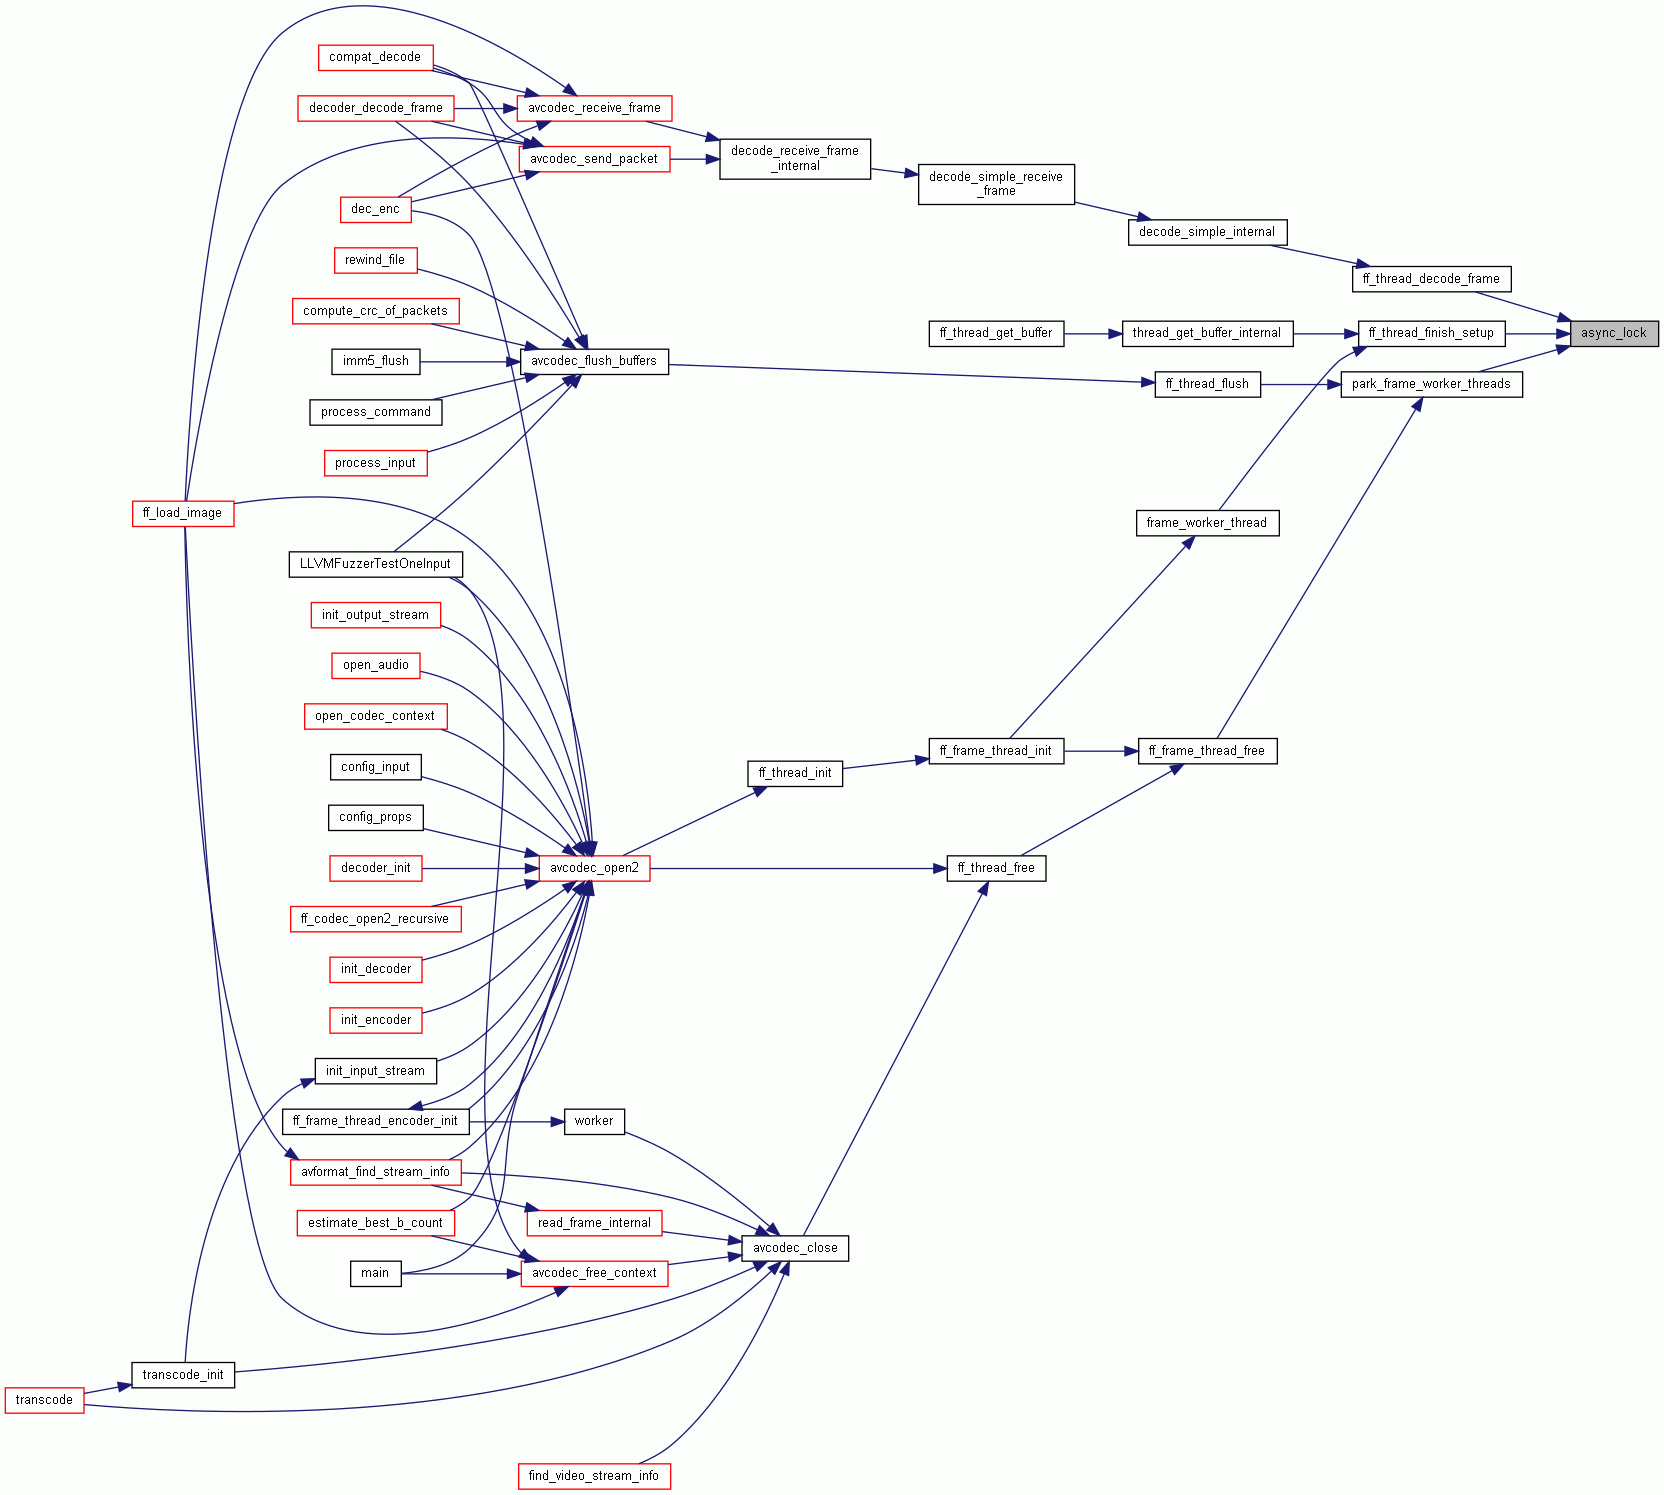 compat_decode
decoder_decode_frame
avcodec_receive_frame
avcodec_send_packet
decode_receive_frame
_internal
decode_simple_receive
_frame
dec_enc
decode_simple_internal
rewind_file
ff_thread_decode_frame
compute_crc_of_packets
ff_thread_get_buffer
thread_get_buffer_internal
ff_thread_finish_setup
async_lock
imm5_flush
avcodec_flush_buffers
ff_thread_flush
park_frame_worker_threads
process_command
process_input
ff_load_image
frame_worker_thread
LLVMFuzzerTestOneInput
init_output_stream
open_audio
open_codec_context
config_input
ff_thread_init
ff_frame_thread_init
ff_frame_thread_free
config_props
decoder_init
avcodec_open2
ff_thread_free
ff_codec_open2_recursive
init_decoder
init_encoder
init_input_stream
ff_frame_thread_encoder_init
worker
avformat_find_stream_info
estimate_best_b_count
read_frame_internal
avcodec_close
main
avcodec_free_context
transcode_init
transcode
find_video_stream_info